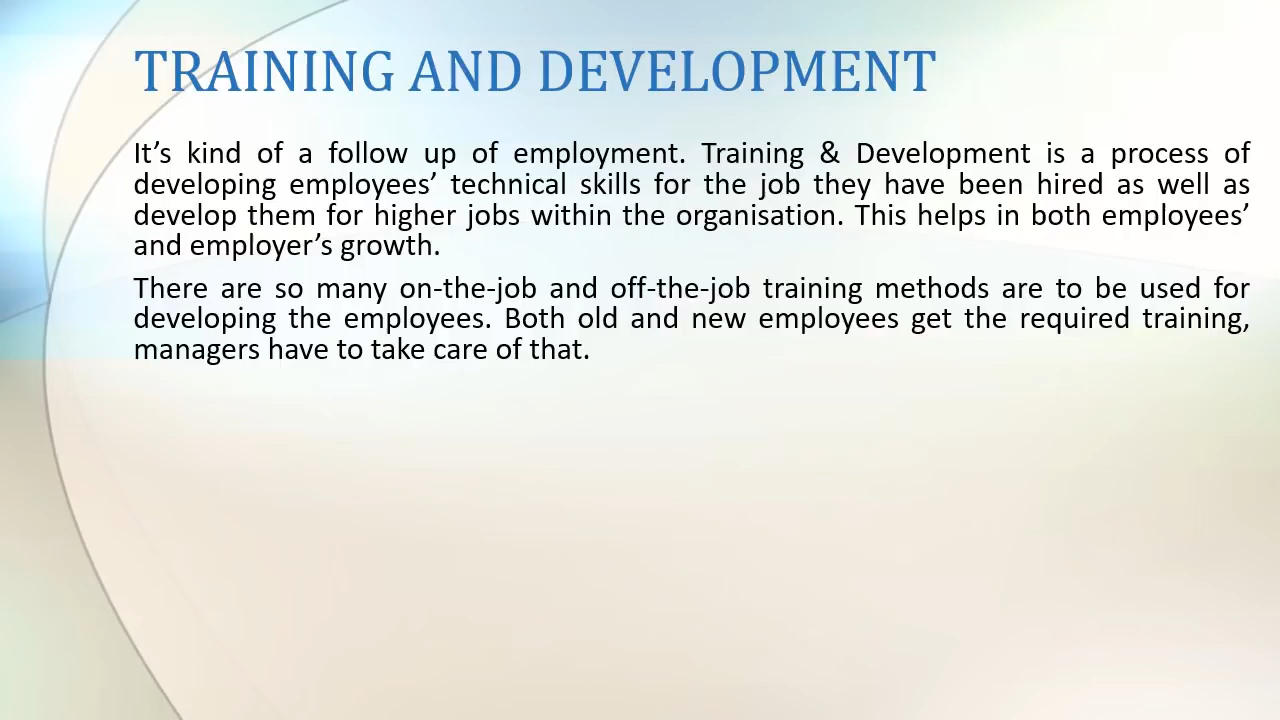 TRAINING AND DEVELOPMENT
It’s kind of a follow up of employment. Training & Development is a process of
developing employees’ technical skills for the job they have been hired as well as
develop them for higher jobs within the organisation. This helps in both employees’
and employer’s growth.
There are so many on-the-job and off-the-job training methods are to be used for
developing the employees. Both old and new employees get the required training,
managers have to take care of that.